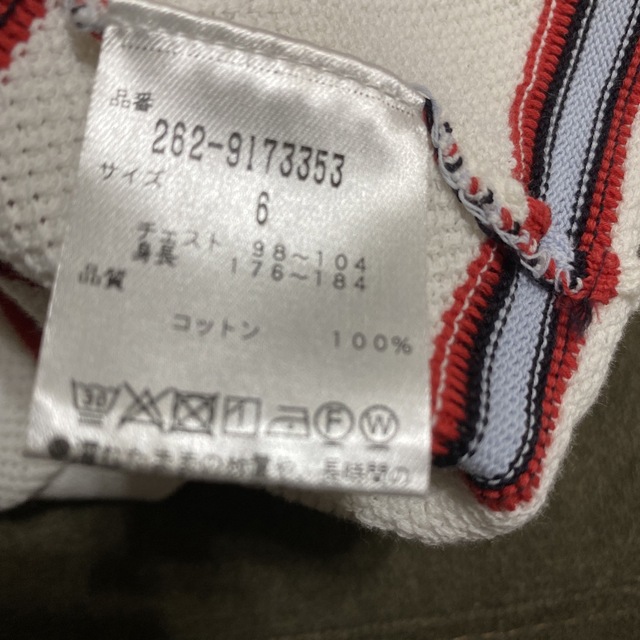 品番
262-9173353
サイズ
6
チェスト 98~104
身長 176~184
品質
コットン 100%
30 F W